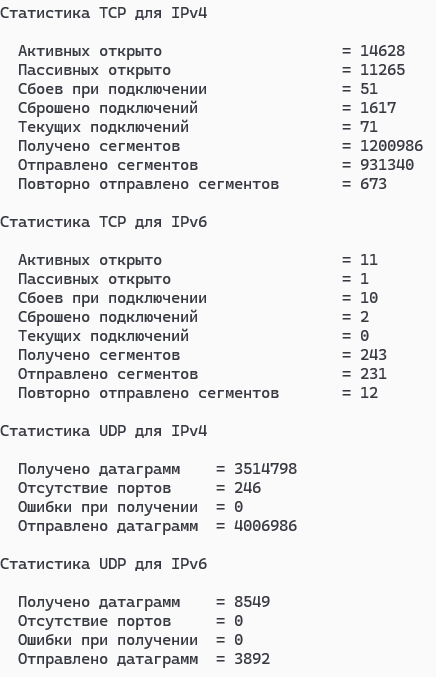 Статистика TCP для IPv4
Активных открыто = 14628
Пассивных открыто = 11265
Сбоев при подключении = 51
Сброшено подключений = 1617
Текущих подключений = 71
Получено сегментов = 1200986
Отправлено сегментов = 931340
Повторно отправлено сегментов = 673
Статистика TCP для IPv6
Активных открыто = 11
Пассивных открыто = 1
Сбоев при подключении = 10
Сброшено подключений = 2
Текущих подключений = 0
Получено сегментов = 243
Отправлено сегментов = 231
Повторно отправлено сегментов = 12
Статистика UDP для IPv4
Получено датаграмм = 3514798
Отсутствие портов = 246
Ошибки при получении = 0
Отправлено датаграмм = 4006986
Статистика UDP для IPv6
Получено датаграмм = 8549
Отсутствие портов = 0
Ошибки при получении = 0
Отправлено датаграмм = 3892